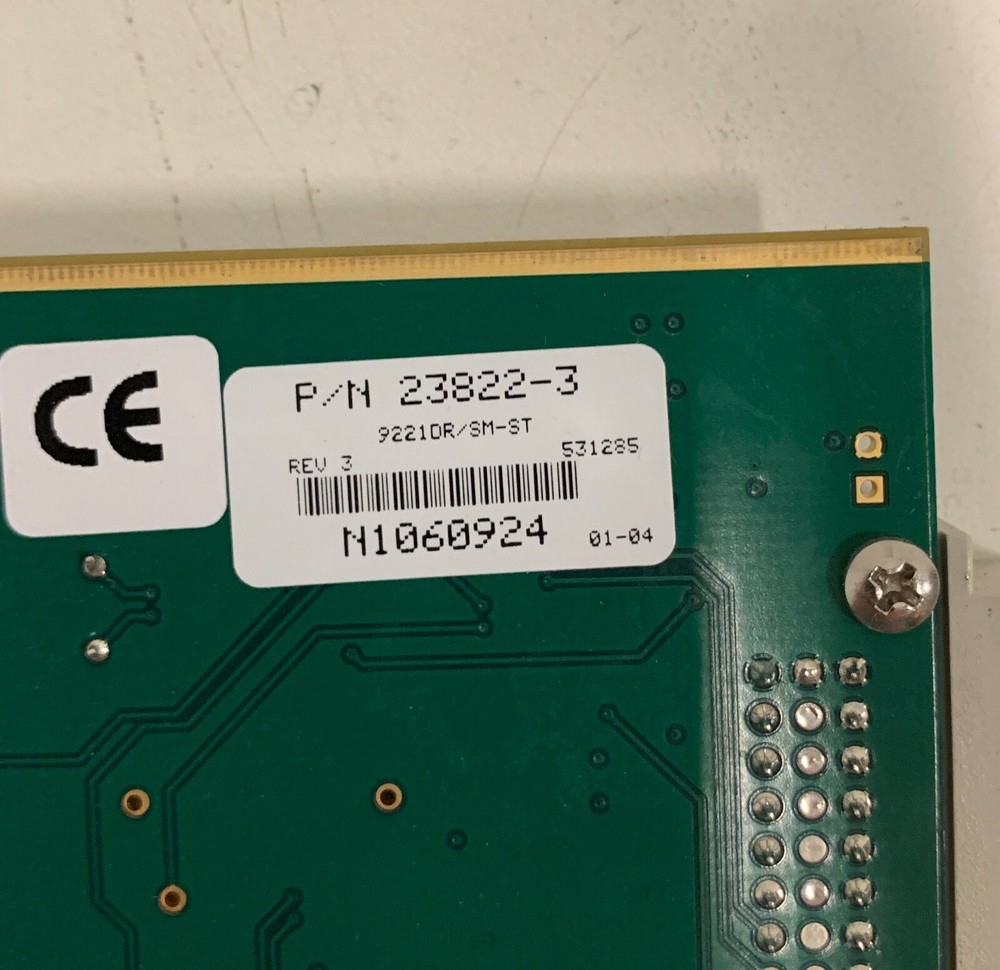 CE
P/N 23822-3
9221DR/SM-ST
REV 3 531285
N1060924 01-04